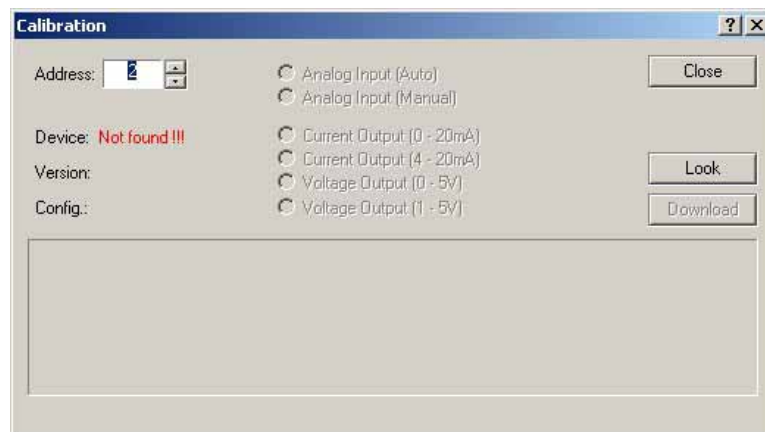 Calibration
Address: 2
Analog Input (Auto)
Analog Input (Manual)
Close
Device: Not found !!!
Version:
Config.:
Current Output (0 - 20mA)
Current Output (4 - 20mA)
Voltage Output (0 - 5V)
Voltage Output (1 - 5V)
Look
Download